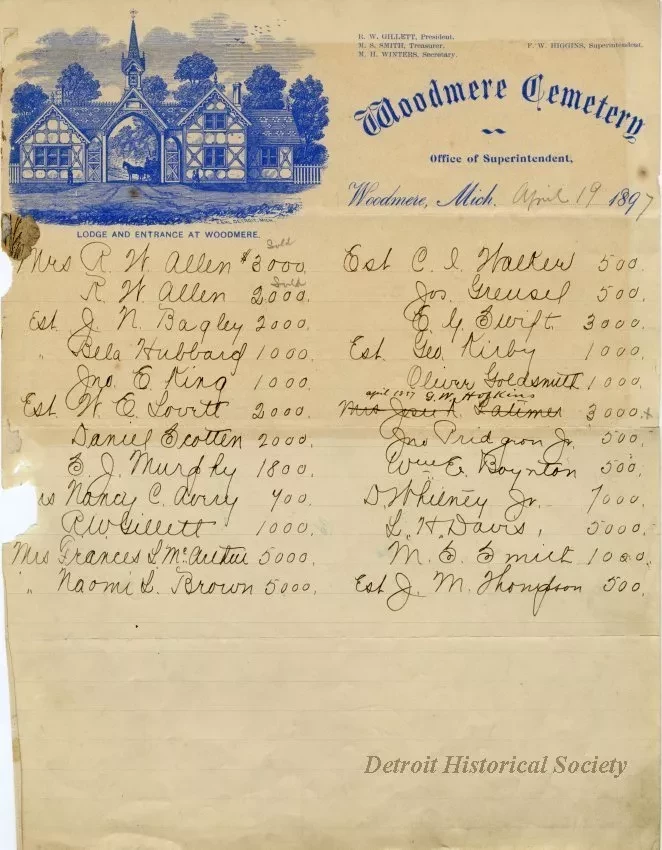 R. W. GILLETT, President.
M. S. SMITH, Treasurer.
M. H. WINTERS, Secretary.
F. W. HIGGINS, Superintendent.
Woodmere Cemetery
Office of Superintendent,
Woodmere, Mich. April 19 1897
LODGE AND ENTRANCE AT WOODMERE.
Sold
Mrs R. W. Allen $3000.
Sold
R. W. Allen 2000.
Est. J. N. Bagley 2000.
" Bela Hubbard 1000.
Jno. E. King 1000.
Est. W. E. Lovett 2000.
Daniel Scotten 2000.
S. J. Murphy 1800.
rs Nancy C. Avery 400.
R. W. Gillett 1000.
Mrs Frances L. McArthur 5000.
" Naomi L. Brown 5000.
Est C. I. Walker 500.
Jos. Greusel 500.
E. Y. Swift 3000.
Est. Geo. Kirby 1000.
Oliver Goldsmith 1000.
april 1897 G. W. Hopkins
Mrs Latimer 3000. x
Jno Pridgeon Jr. 500.
Wm E. Boynton 500.
D. Whitney Jr. 7000.
L. H. Davis, 5000.
M. S. Smith 1000.
Est J. M. Thompson 500.
Detroit Historical Society